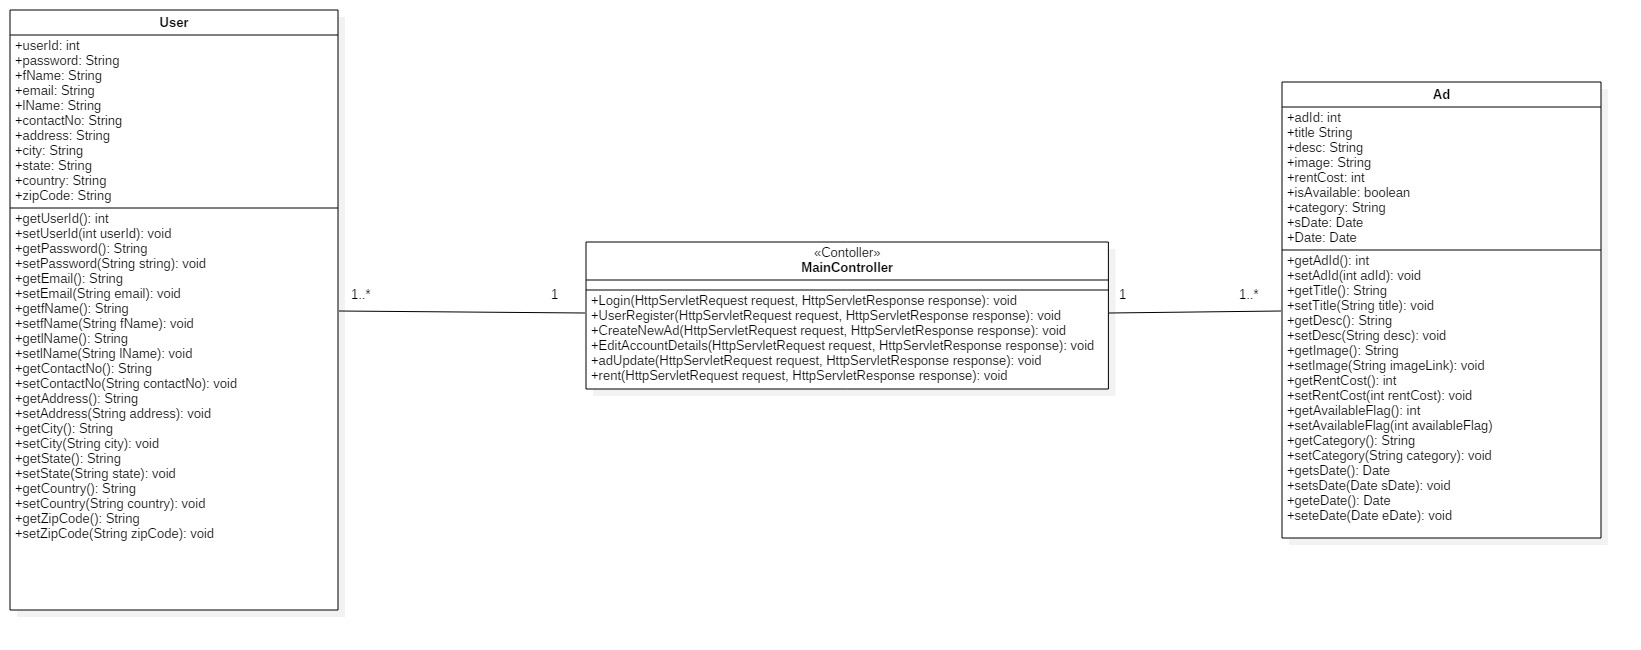 User
+userId: int
+password: String
+fName: String
+email: String
+lName: String
+contactNo: String
+address: String
+city: String
+state: String
+country: String
+zipCode: String
+getUserId(): int
+setUserId(int userId): void
+getPassword(): String
+setPassword(String string): void
+getEmail(): String
+setEmail(String email): void
+getfName(): String
+setfName(String fName): void
+getlName(): String
+setlName(String lName): void
+getContactNo(): String
+setContactNo(String contactNo): void
+getAddress(): String
+setAddress(String address): void
+getCity(): String
+setCity(String city): void
+getState(): String
+setState(String state): void
+getCountry(): String
+setCountry(String country): void
+getZipCode(): String
+setZipCode(String zipCode): void
1..*
1
«Contoller»
MainController
+Login(HttpServletRequest request, HttpServletResponse response): void
+UserRegister(HttpServletRequest request, HttpServletResponse response): void
+CreateNewAd(HttpServletRequest request, HttpServletResponse response): void
+EditAccountDetails(HttpServletRequest request, HttpServletResponse response): void
+adUpdate(HttpServletRequest request, HttpServletResponse response): void
+rent(HttpServletRequest request, HttpServletResponse response): void
1
1..*
Ad
+adId: int
+title String
+desc: String
+image: String
+rentCost: int
+isAvailable: boolean
+category: String
+sDate: Date
+Date: Date
+getAdId(): int
+setAdId(int adId): void
+getTitle(): String
+setTitle(String title): void
+getDesc(): String
+setDesc(String desc): void
+getImage(): String
+setImage(String imageLink): void
+getRentCost(): int
+setRentCost(int rentCost): void
+getAvailableFlag(): int
+setAvailableFlag(int availableFlag)
+getCategory(): String
+setCategory(String category): void
+getsDate(): Date
+setsDate(Date sDate): void
+geteDate(): Date
+seteDate(Date eDate): void